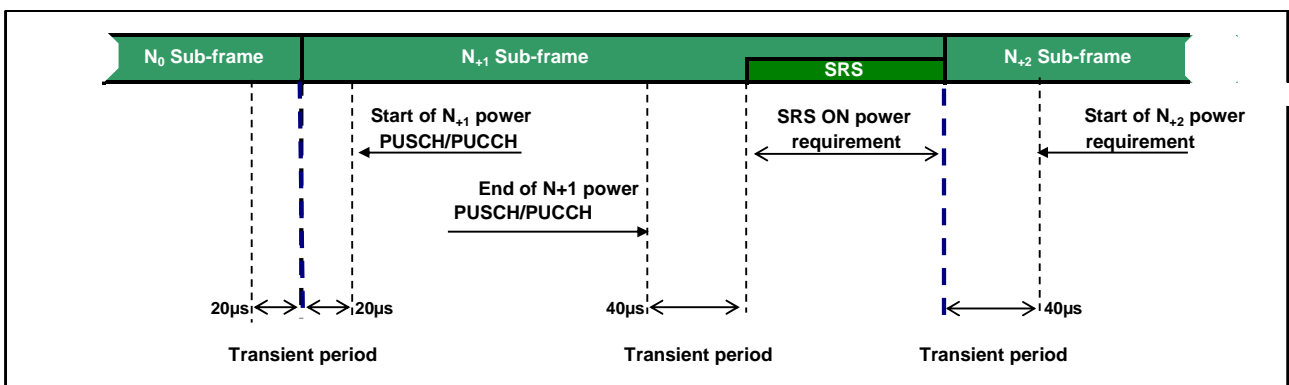 N0 Sub-frame
N+1 Sub-frame
SRS
N+2 Sub-frame
Start of N+1 power
PUSCH/PUCCH
SRS ON power
requirement
Start of N+2 power
requirement
End of N+1 power
PUSCH/PUCCH
20µs
20µs
40µs
40µs
Transient period
Transient period
Transient period